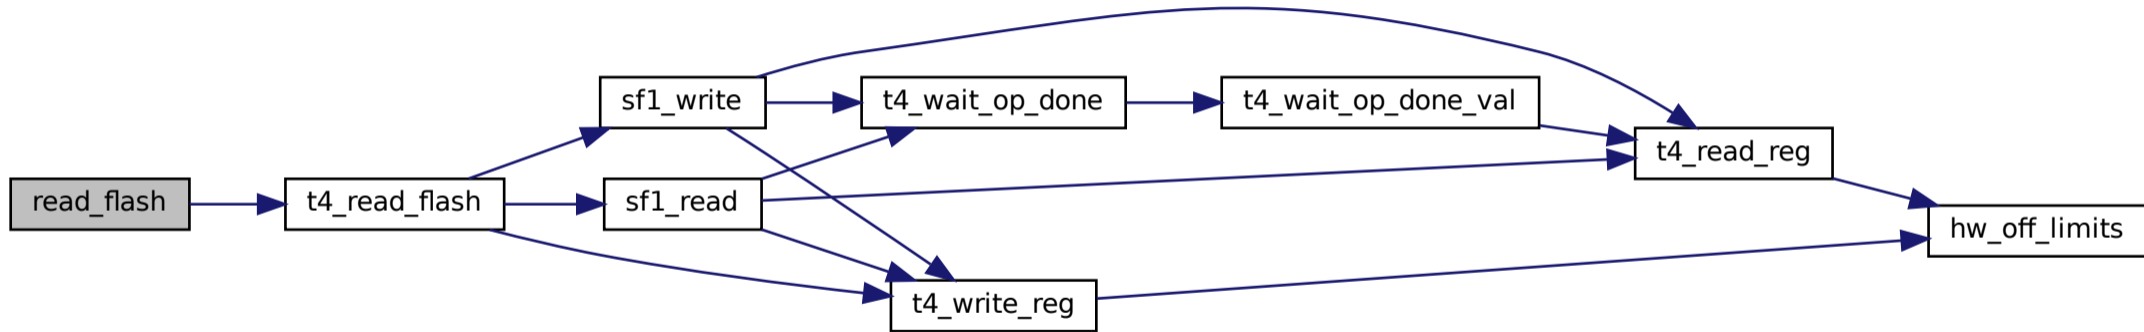 read_flash
t4_read_flash
sf1_write
sf1_read
t4_wait_op_done
t4_write_reg
t4_wait_op_done_val
t4_read_reg
hw_off_limits